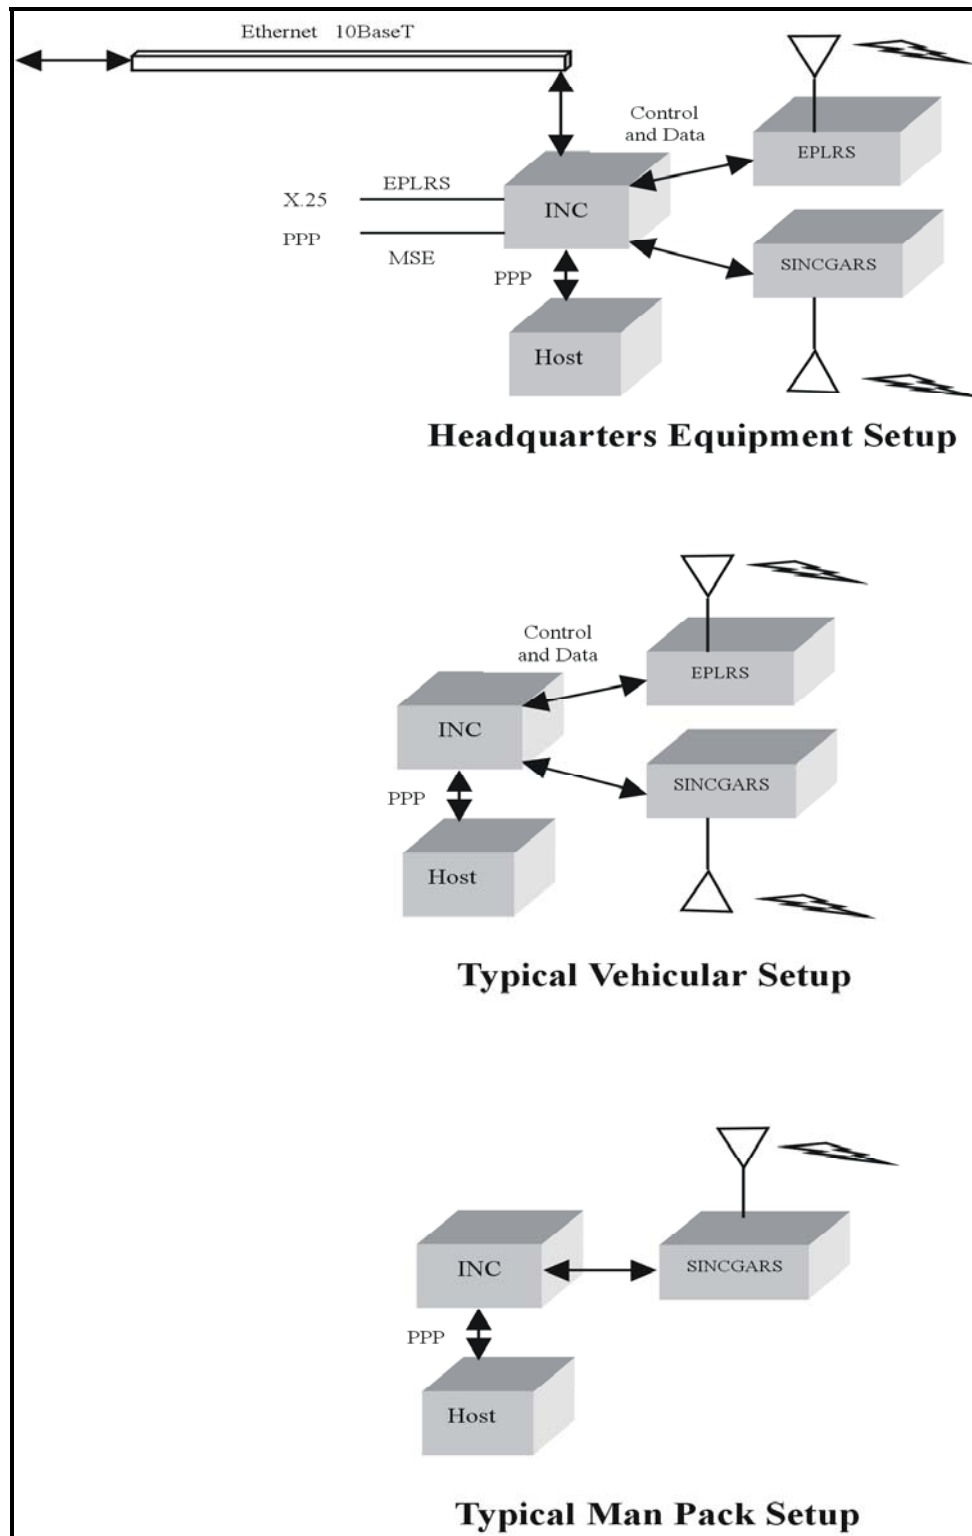 Ethernet 10BaseT
Control
and Data
EPLRS
EPLRS
X.25
INC
PPP
MSE
SINCGARS
PPP
Host
Headquarters Equipment Setup
Control
and Data
EPLRS
INC
SINCGARS
PPP
Host
Typical Vehicular Setup
INC
SINCGARS
PPP
Host
Typical Man Pack Setup